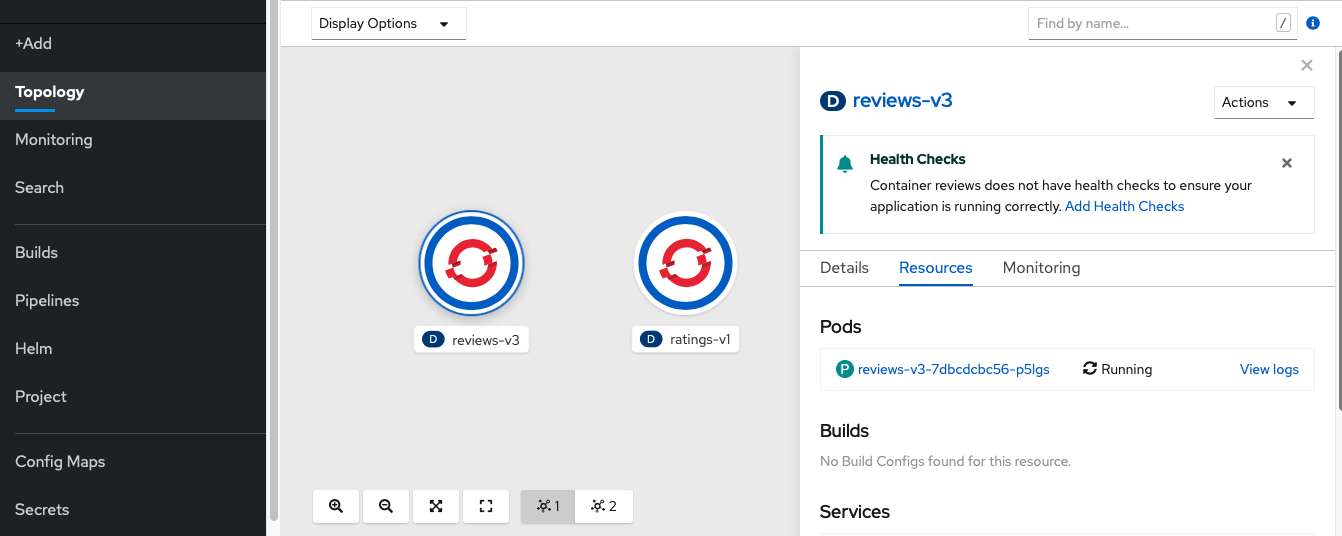 +Add
Topology
Monitoring
Search
Builds
Pipelines
Helm
Project
Config Maps
Secrets
Display Options
Find by name...
/
i
D reviews-v3
D ratings-v1
1
2
D reviews-v3
Actions
Health Checks
Container reviews does not have health checks to ensure your
application is running correctly. Add Health Checks
Details Resources Monitoring
Pods
P reviews-v3-7dbcdcbc56-p5lgs Running View logs
Builds
No Build Configs found for this resource.
Services